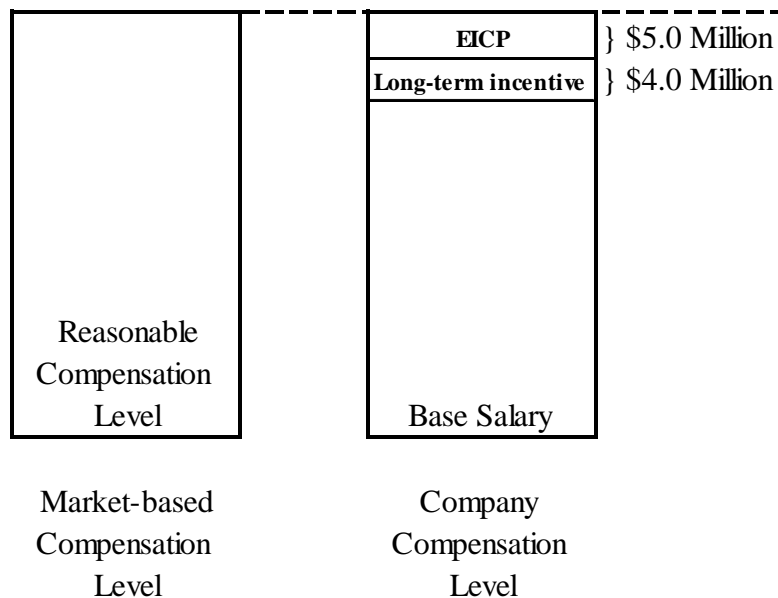 EICP
} $5.0 Million
Long-term incentive
} $4.0 Million
Reasonable
Compensation
Level
Base Salary
Market-based
Compensation
Level
Company
Compensation
Level